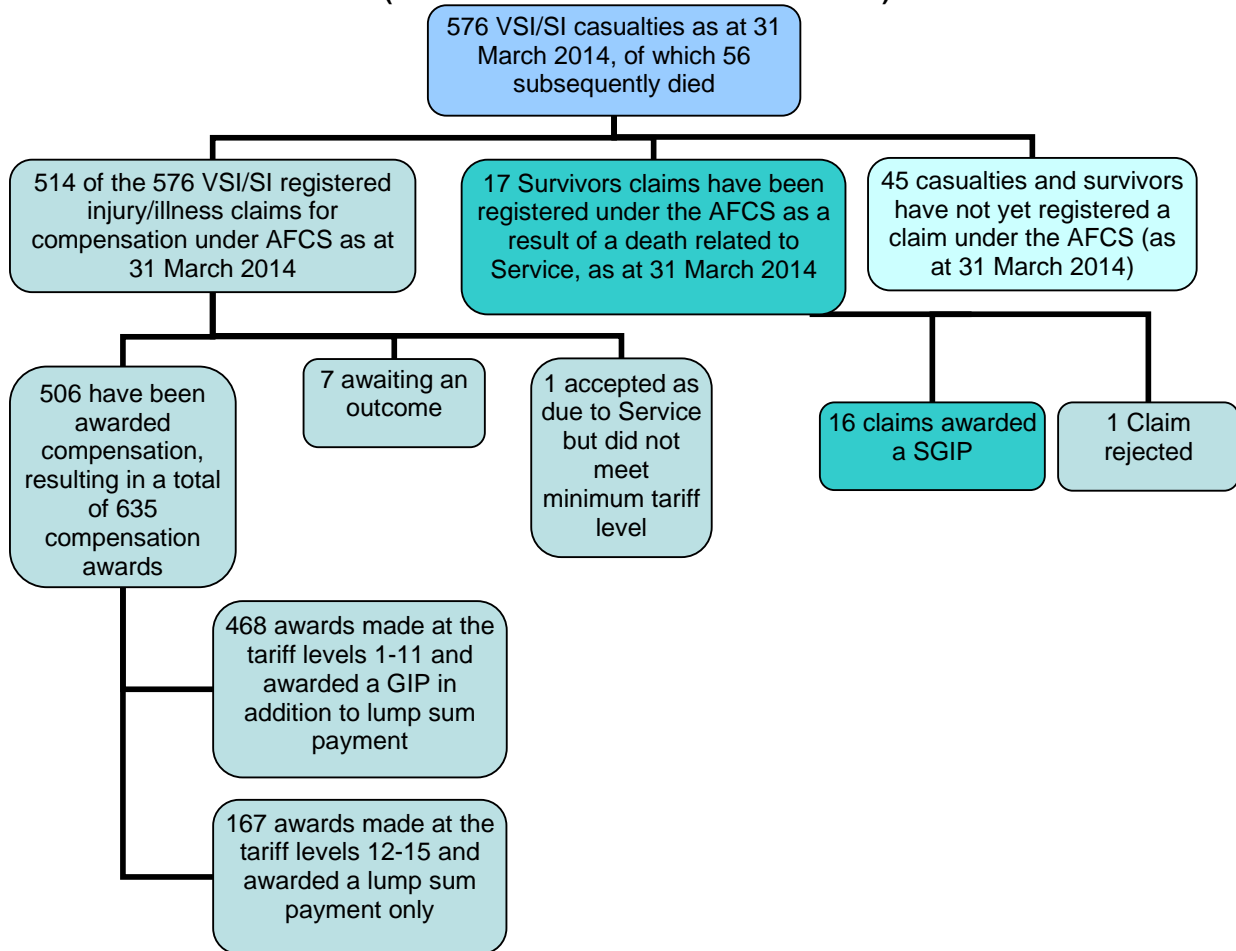 576 VSI/SI casualties as at 31
March 2014, of which 56
subsequently died
514 of the 576 VSI/SI registered
injury/illness claims for
compensation under AFCS as at
31 March 2014
17 Survivors claims have been
registered under the AFCS as a
result of a death related to
Service, as at 31 March 2014
45 casualties and survivors
have not yet registered a
claim under the AFCS (as
at 31 March 2014)
506 have been
awarded
compensation,
resulting in a total
of 635
compensation
awards
7 awaiting an
outcome
1 accepted as
due to Service
but did not
meet
minimum tariff
level
16 claims awarded
a SGIP
1 Claim
rejected
468 awards made at the
tariff levels 1-11 and
awarded a GIP in
addition to lump sum
payment
167 awards made at the
tariff levels 12-15 and
awarded a lump sum
payment only